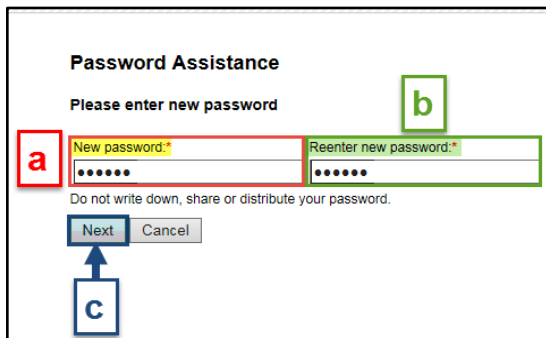 Password Assistance
Please enter new password
b
a
New password:* Reenter new password:*
•••••• ••••••
Do not write down, share or distribute your password.
Next Cancel
c